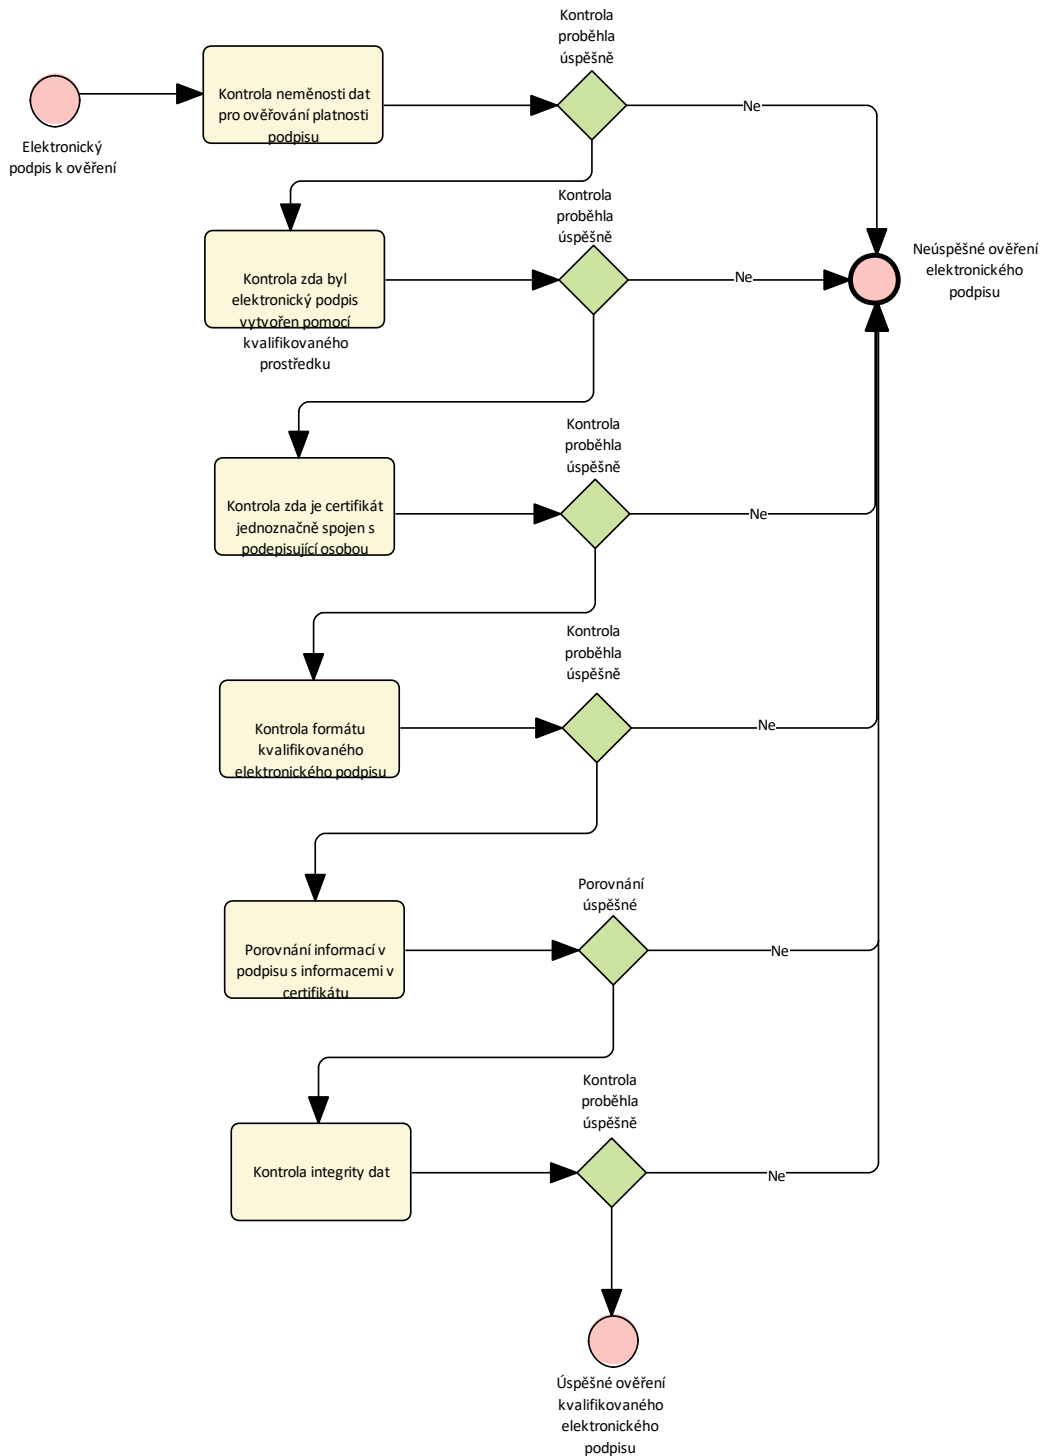 Kontrola
proběhla
úspěšně
Elektronický
podpis k ověření
Kontrola neměnosti dat
pro ověřování platnosti
podpisu
Ne
Kontrola
proběhla
úspěšně
Kontrola zda byl
elektronický podpis
vytvořen pomocí
kvalifikovaného
prostředku
Ne
Neúspěšné ověření
elektronického
podpisu
Kontrola
proběhla
úspěšně
Kontrola zda je certifikát
jednoznačně spojen s
podepisující osobou
Ne
Kontrola
proběhla
úspěšně
Kontrola formátu
kvalifikovaného
elektronického podpisu
Ne
Porovnání
úspěšné
Porovnání informací v
podpisu s informacemi v
certifikátu
Ne
Kontrola
proběhla
úspěšně
Kontrola integrity dat
Ne
Úspěšné ověření
kvalifikovaného
elektronického
podpisu